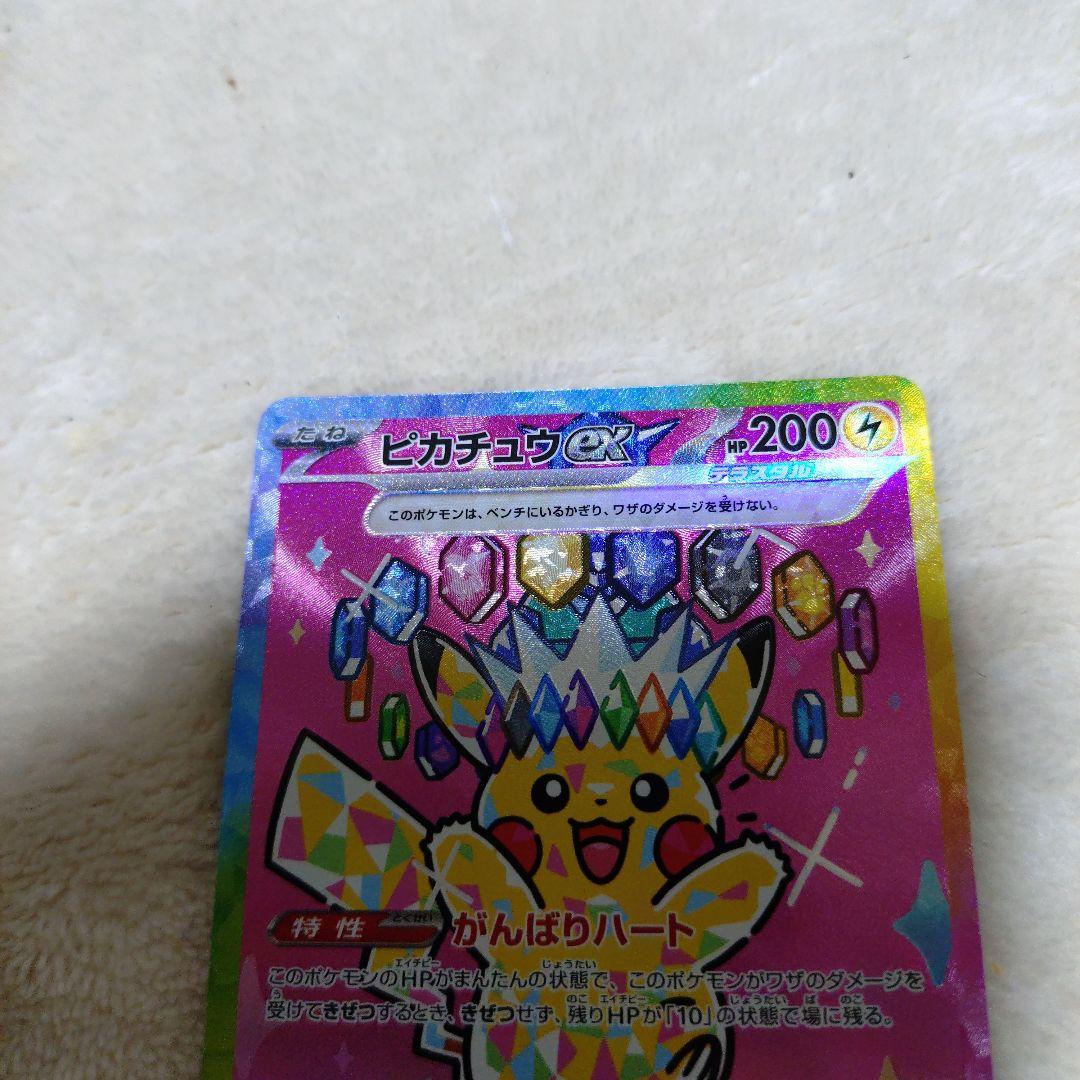 たね ピカチュウex HP200
テラスタル
このポケモンは、ベンチにいるかぎり、ワザのダメージを受けない。
特性 とくせい がんばりハート
このポケモンのHPがまんたんの状態で、このポケモンがワザのダメージを
受けてきぜつするとき、きぜつせず、残りHPが「10」の状態で場に残る。